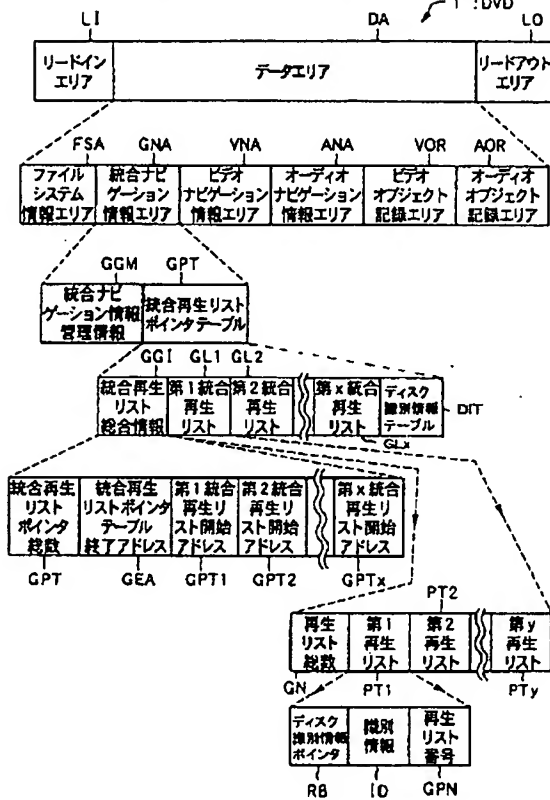 1 : DVD
LI DA LO
リードイン
エリア
データエリア
リードアウト
エリア
FSA GNA VNA ANA VOR AOR
ファイル
システム
情報エリア
統合ナビ
ゲーション
情報エリア
ビデオ
ナビゲーション
情報エリア
オーディオ
ナビゲーション
情報エリア
ビデオ
オブジェクト
記録エリア
オーディオ
オブジェクト
記録エリア
GGM GPT
統合ナビ
ゲーション情報
管理情報
統合再生リスト
ポインタテーブル
GGI GL1 GL2
統合再生
リスト
総合情報
第1統合
再生
リスト
第2統合
再生
リスト
第x統合
再生
リスト
ディスク
識別情報
テーブル
DIT
GLx
統合再生
リスト
ポインタ
総数
統合再生
リストポインタ
テーブル
終了アドレス
第1統合
再生リ
スト開始
アドレス
第2統合
再生リ
スト開始
アドレス
第x統合
再生リ
スト開始
アドレス
GPT GEA GPT1 GPT2 GPTx
PT2
再生
リスト
総数
第1
再生
リスト
第2
再生
リスト
第y
再生
リスト
GN PT1 PTy
ディスク
識別情報
ポインタ
識別
情報
再生
リスト
番号
RB ID GPN